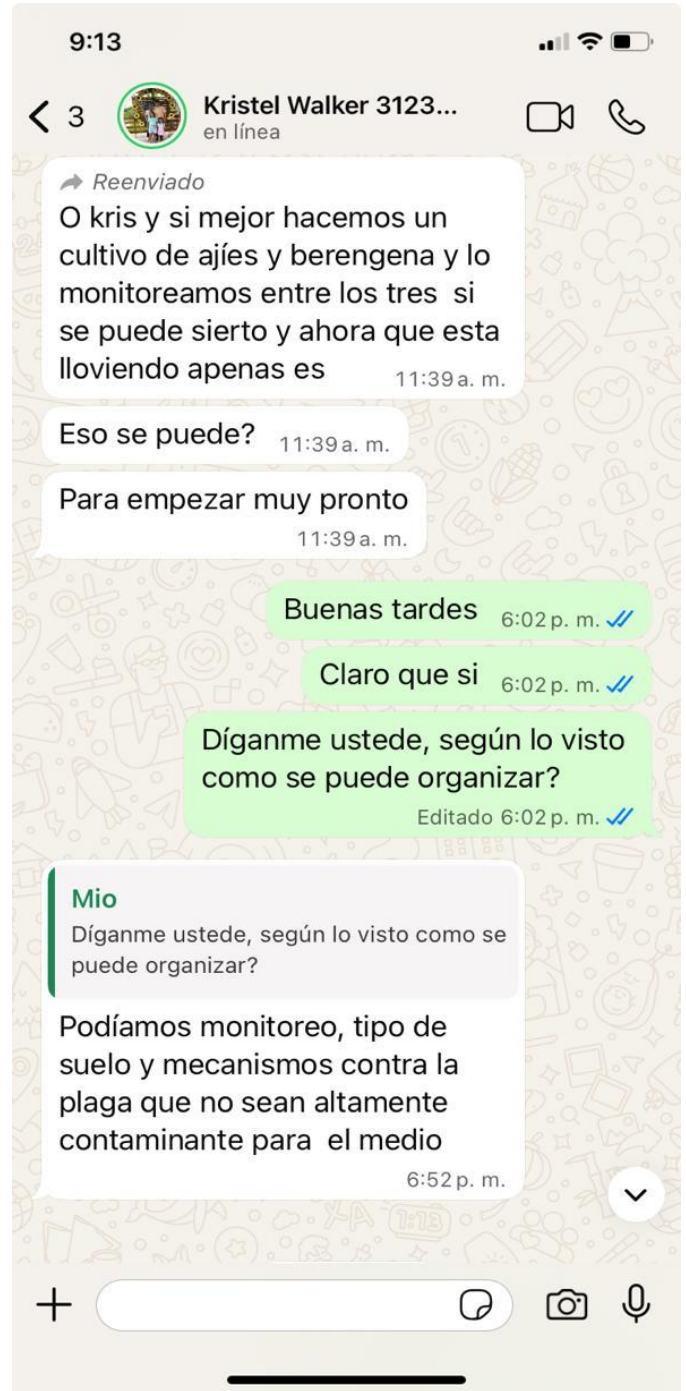 9:13
3
Kristel Walker 3123...
en línea
Reenviado
O kris y si mejor hacemos un
cultivo de ajíes y berengena y lo
monitoreamos entre los tres si
se puede sierto y ahora que esta
lloviendo apenas es
11:39 a. m.
Eso se puede? 11:39 a. m.
Para empezar muy pronto
11:39 a. m.
Buenas tardes 6:02 p. m.
Claro que si 6:02 p. m.
Díganme ustede, según lo visto
como se puede organizar?
Editado 6:02 p. m.
Mio
Díganme ustede, según lo visto como se
puede organizar?
Podíamos monitoreo, tipo de
suelo y mecanismos contra la
plaga que no sean altamente
contaminante para el medio
6:52 p. m.